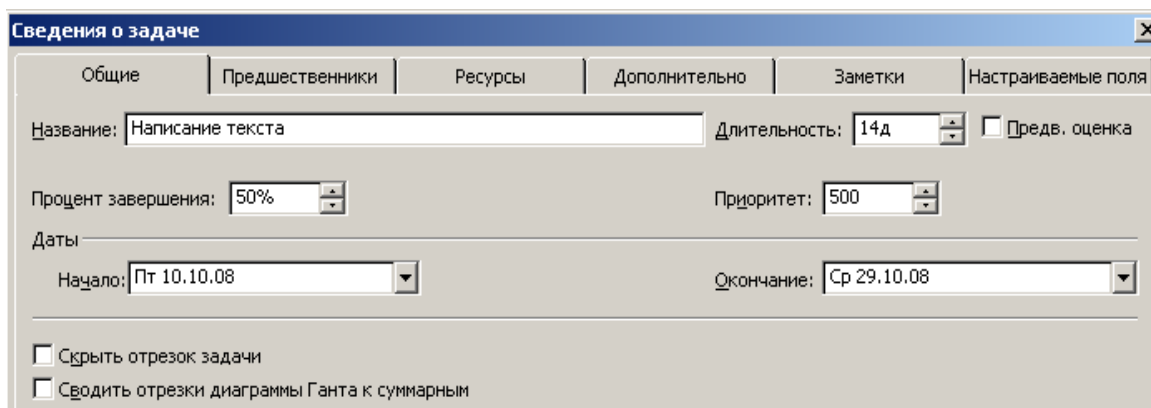 Сведения о задаче
Общие Предшественники Ресурсы Дополнительно Заметки Настраиваемые поля
Название: Написание текста Длительность: 14д Предв. оценка
Процент завершения: 50% Приоритет: 500
Даты
Начало: Пт 10.10.08 Окончание: Ср 29.10.08
Скрыть отрезок задачи
Сводить отрезки диаграммы Ганта к суммарным